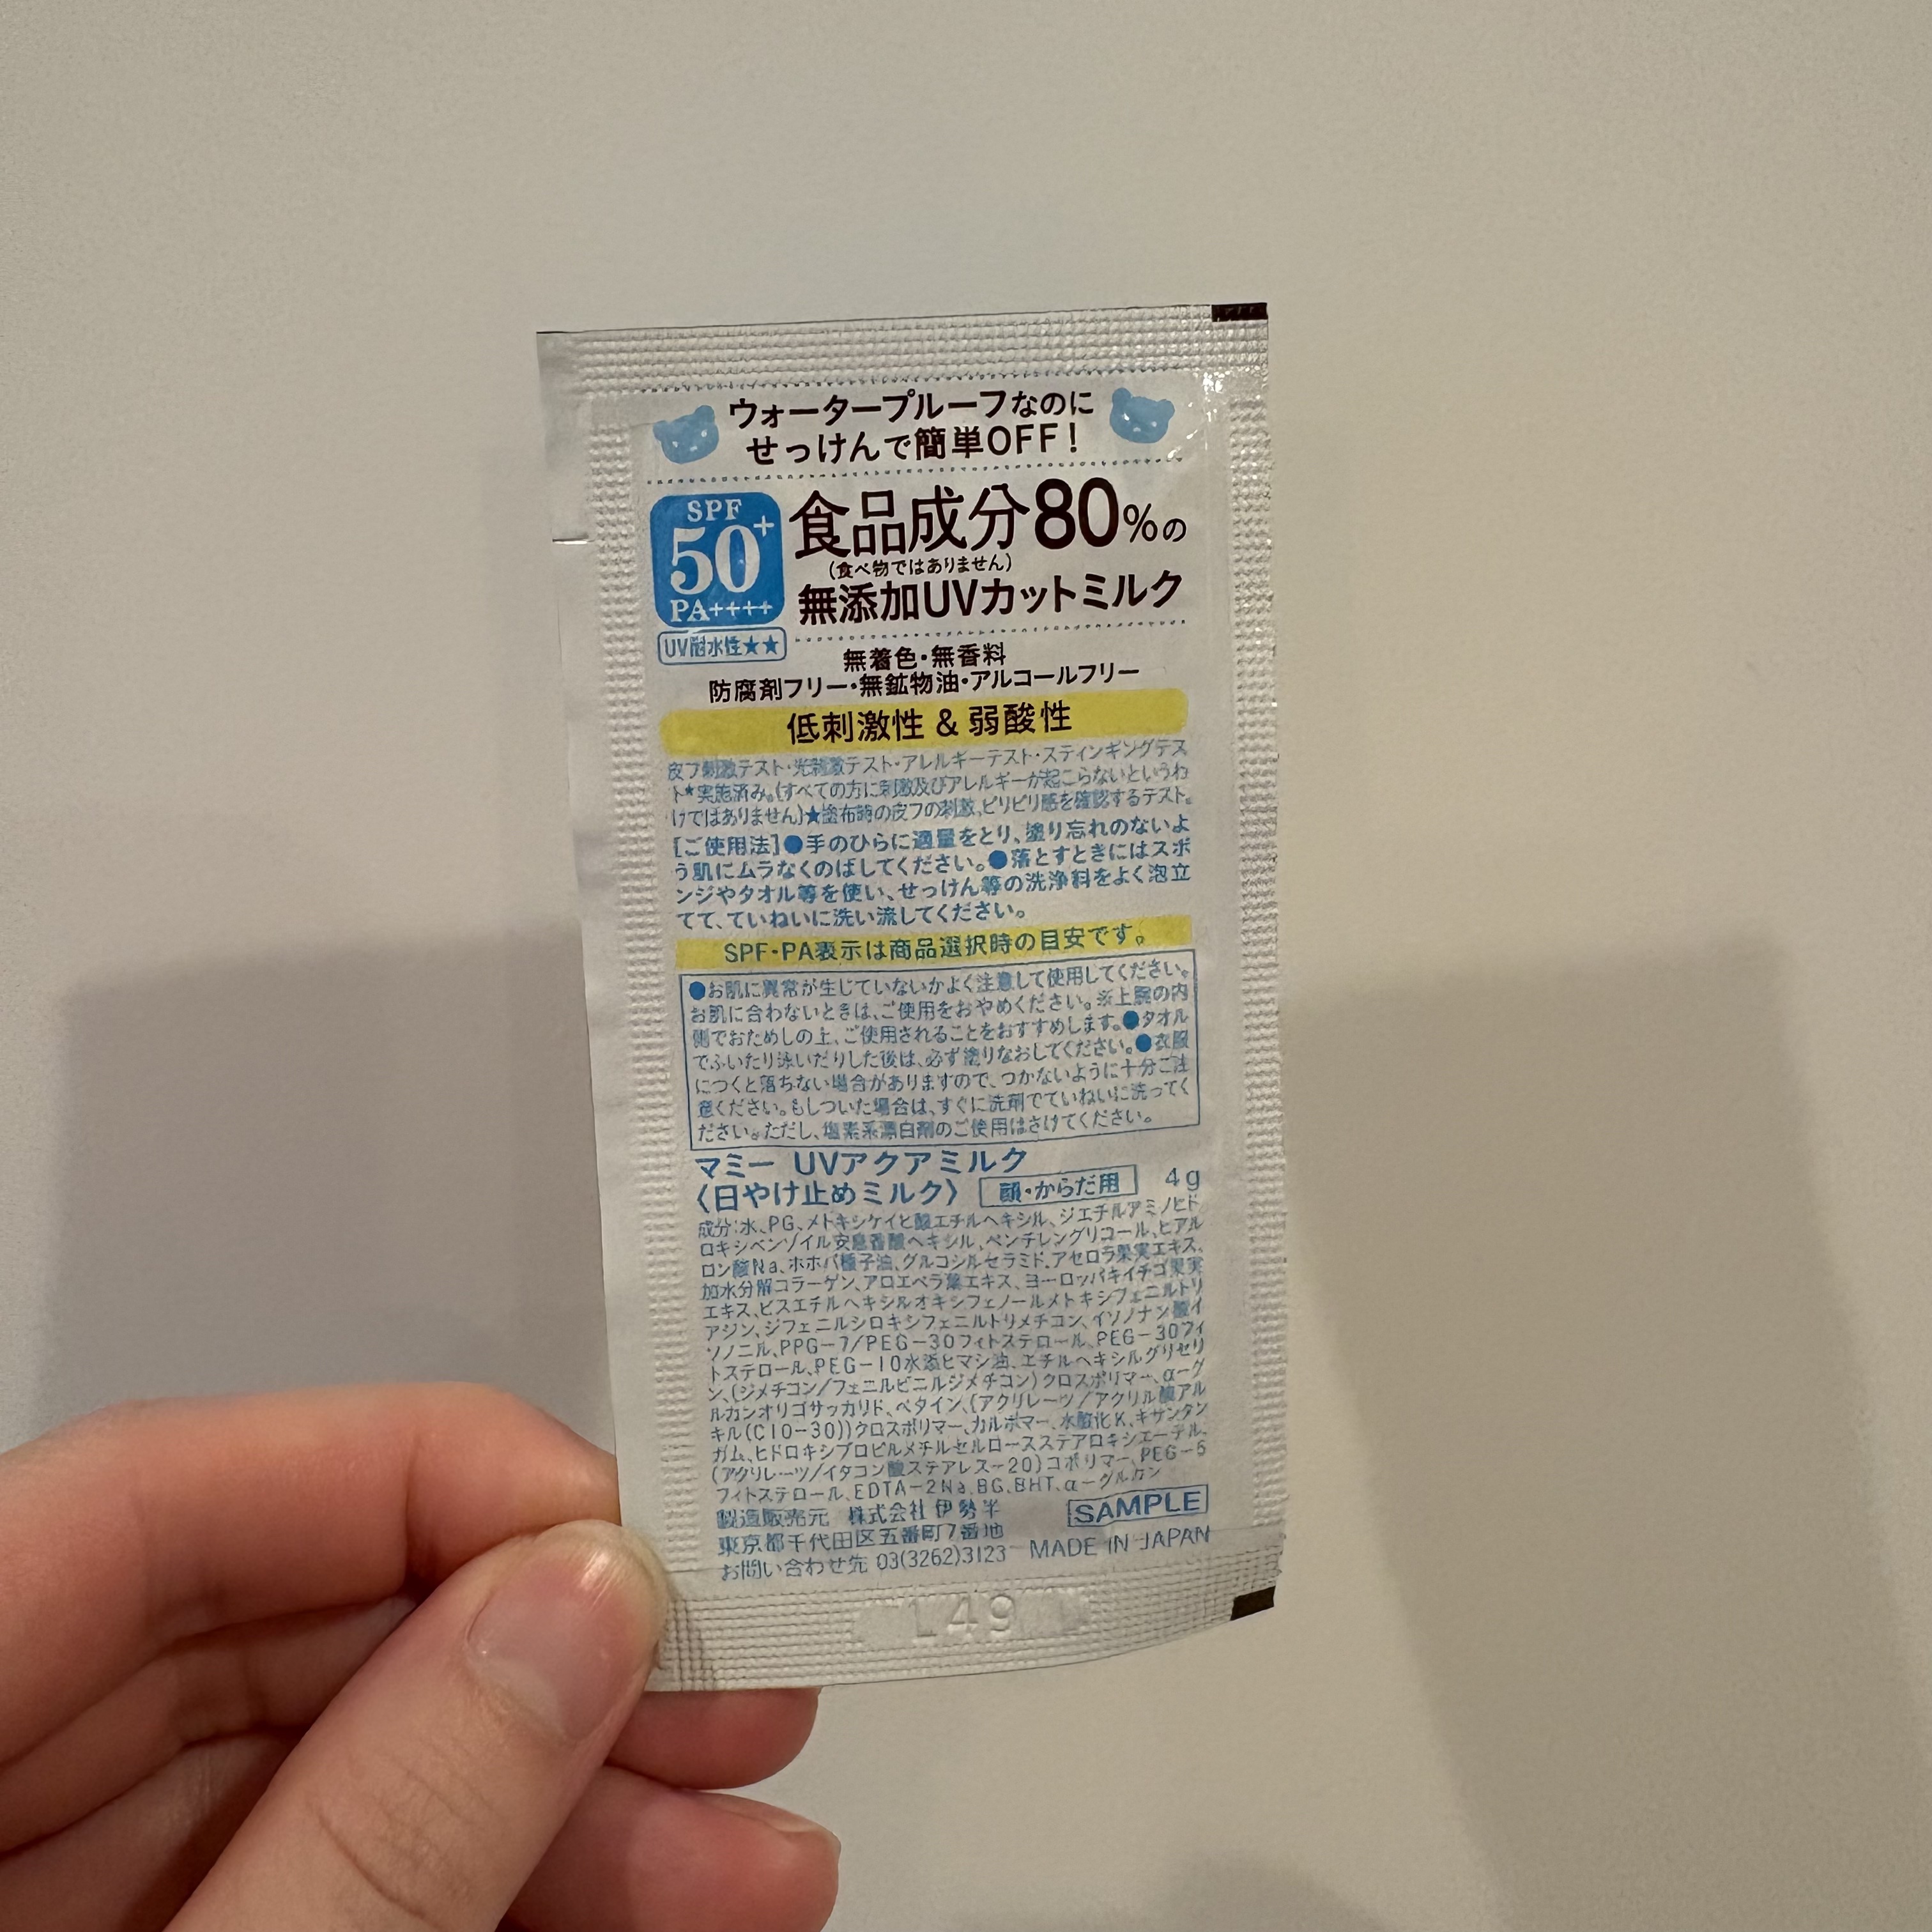 ウォータープルーフなのに
せっけんで簡単OFF!
SPF
50+
PA++++
UV耐水性★★
食品成分80%の
(食べ物ではありません)
無添加UVカットミルク
無着色・無香料
防腐剤フリー・無鉱物油・アルコールフリー
低刺激性 & 弱酸性
皮フ刺激テスト・光刺激テスト・アレルギーテスト・スティンギングテス
ト★実施済み。(すべての方に刺激及びアレルギーが起こらないというわ
けではありません)★塗布時の皮フの刺激、ピリピリ感を確認するテスト。
[ご使用法]●手のひらに適量をとり、塗り忘れのないよ
う肌にムラなくのばしてください。●落とすときにはスポ
ンジやタオル等を使い、せっけん等の洗浄料をよく泡立
てて、ていねいに洗い流してください。
SPF・PA表示は商品選択時の目安です。
●お肌に異常が生じていないかよく注意して使用してください。
お肌に合わないときは、ご使用をおやめください。※上腕の内
側でおためしの上、ご使用されることをおすすめします。●タオル
でふいたり泳いだりした後は、必ず塗りなおしてください。●衣服
につくと落ちない場合がありますので、つかないように十分ご注
意ください。もしついた場合は、すぐに洗剤でていねいに洗ってく
ださい。ただし、塩素系漂白剤のご使用はさけてください。
マミー UVアクアミルク
〈日やけ止めミルク〉 顔・からだ用 4g
成分:水、PG、メトキシケイヒ酸エチルヘキシル、ジエチルアミノヒド
ロキシベンゾイル安息香酸ヘキシル、ペンチレングリコール、ヒアル
ロン酸Na、ホホバ種子油、グルコシルセラミド、アセロラ果実エキス、
加水分解コラーゲン、アロエベラ葉エキス、ヨーロッパキイチゴ果実
エキス、ビスエチルヘキシルオキシフェノールメトキシフェニルトリ
アジン、ジフェニルシロキシフェニルトリメチコン、イソノナン酸イ
ソノニル、PPG-7/PEG-30フィトステロール、PEG-30フィ
トステロール、PEG-10水添ヒマシ油、エチルヘキシルグリセリ
ン、(ジメチコン/フェニルビニルジメチコン)クロスポリマー、α-グ
ルカンオリゴサッカリド、ベタイン、(アクリレーツ/アクリル酸アル
キル(C10-30))クロスポリマー、カルボマー、水酸化K、キサンタン
ガム、ヒドロキシプロピルメチルセルロースステアロキシエーテル、
(アクリレーツ/イタコン酸ステアレス-20)コポリマー、PEG-5
フィトステロール、EDTA-2Na、BG、BHT、α-グルカン
製造販売元 株式会社 伊勢半
SAMPLE
東京都千代田区五番町7番地
お問い合わせ先 03(3262)3123 MADE IN JAPAN
149